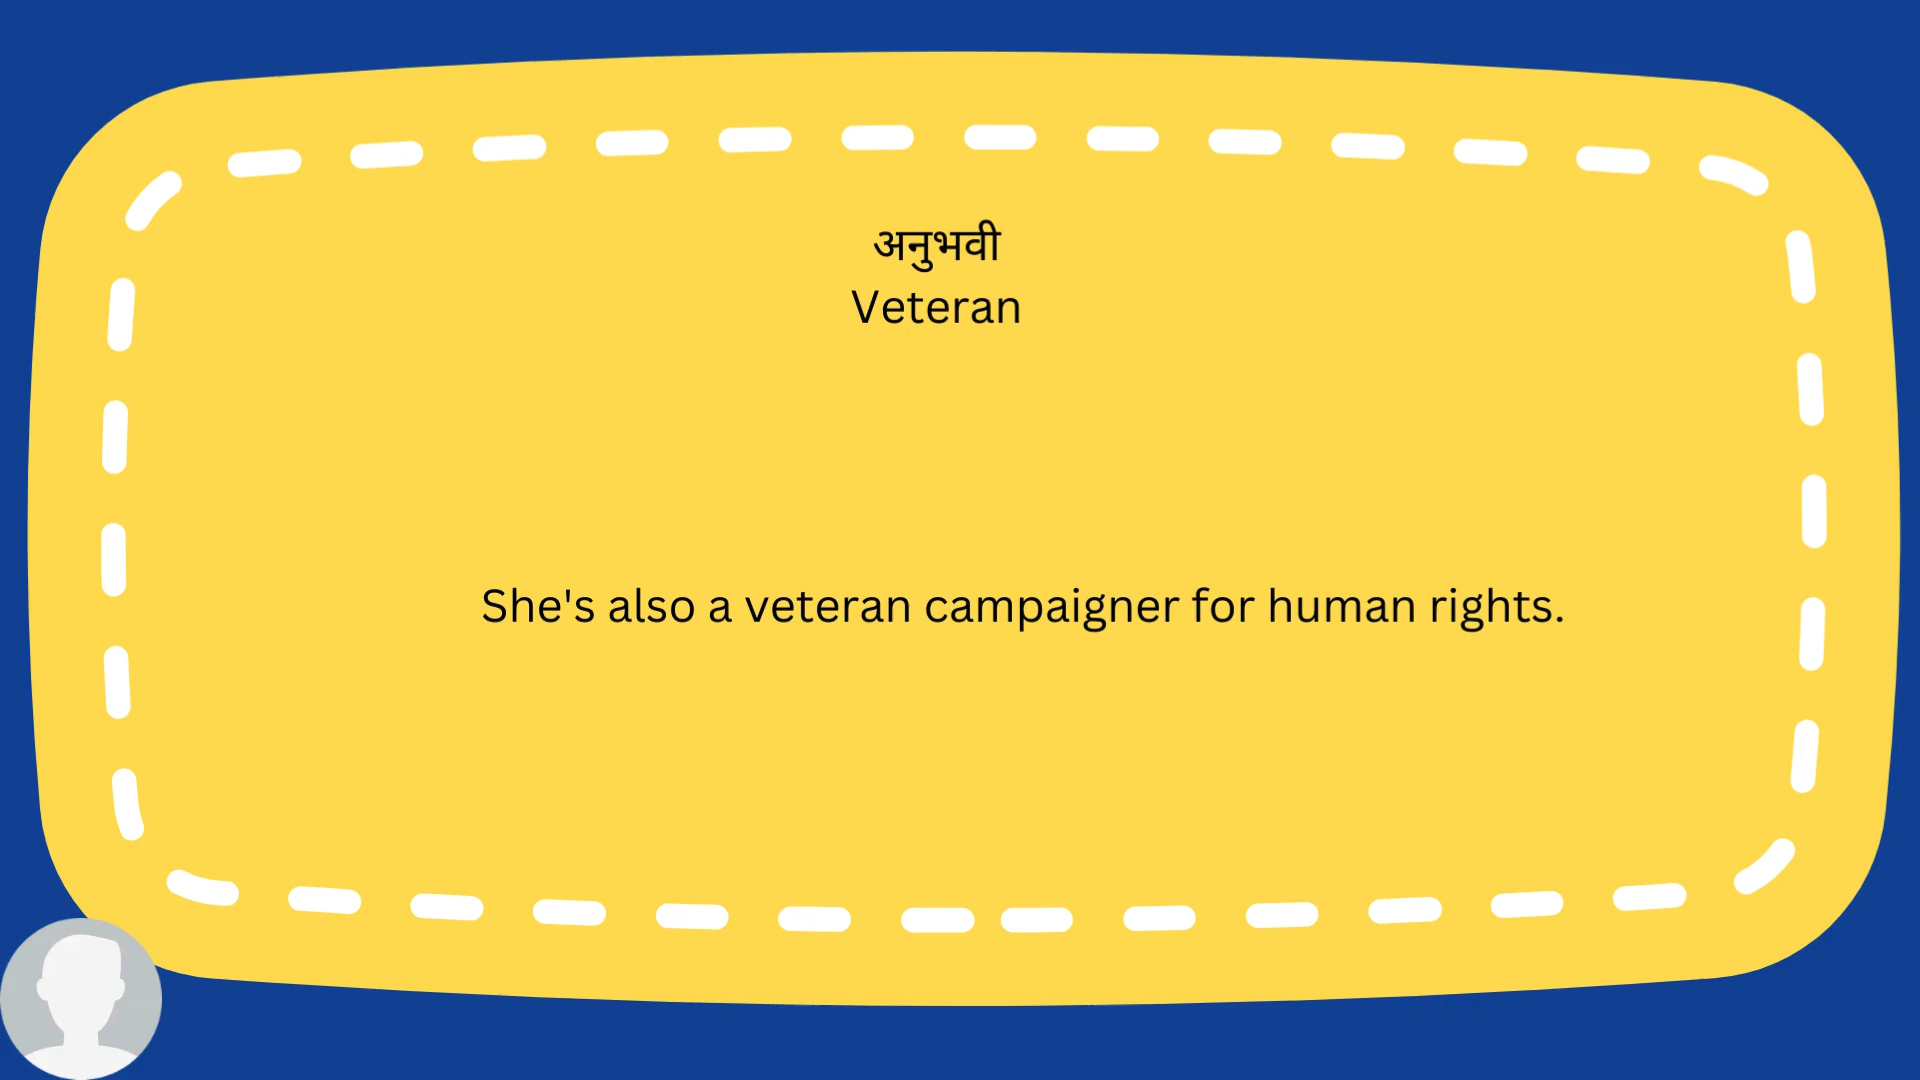 अनुभवी
Veteran
She's also a veteran campaigner for human rights.